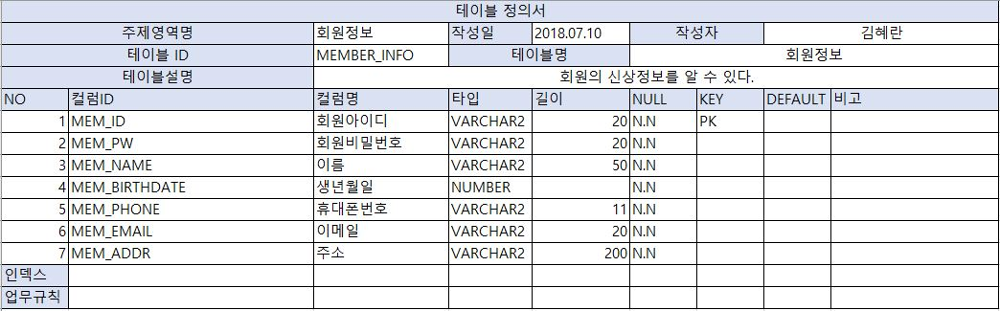 테이블 정의서
주제영역명 회원정보 작성일 2018.07.10 작성자 김혜란
테이블 ID MEMBER_INFO 테이블명 회원정보
테이블설명 회원의 신상정보를 알 수 있다.
NO 컬럼ID 컬럼명 타입 길이 NULL KEY DEFAULT 비고
1 MEM_ID 회원아이디 VARCHAR2 20 N.N PK
2 MEM_PW 회원비밀번호 VARCHAR2 20 N.N
3 MEM_NAME 이름 VARCHAR2 50 N.N
4 MEM_BIRTHDATE 생년월일 NUMBER N.N
5 MEM_PHONE 휴대폰번호 VARCHAR2 11 N.N
6 MEM_EMAIL 이메일 VARCHAR2 20 N.N
7 MEM_ADDR 주소 VARCHAR2 200 N.N
인덱스
업무규칙